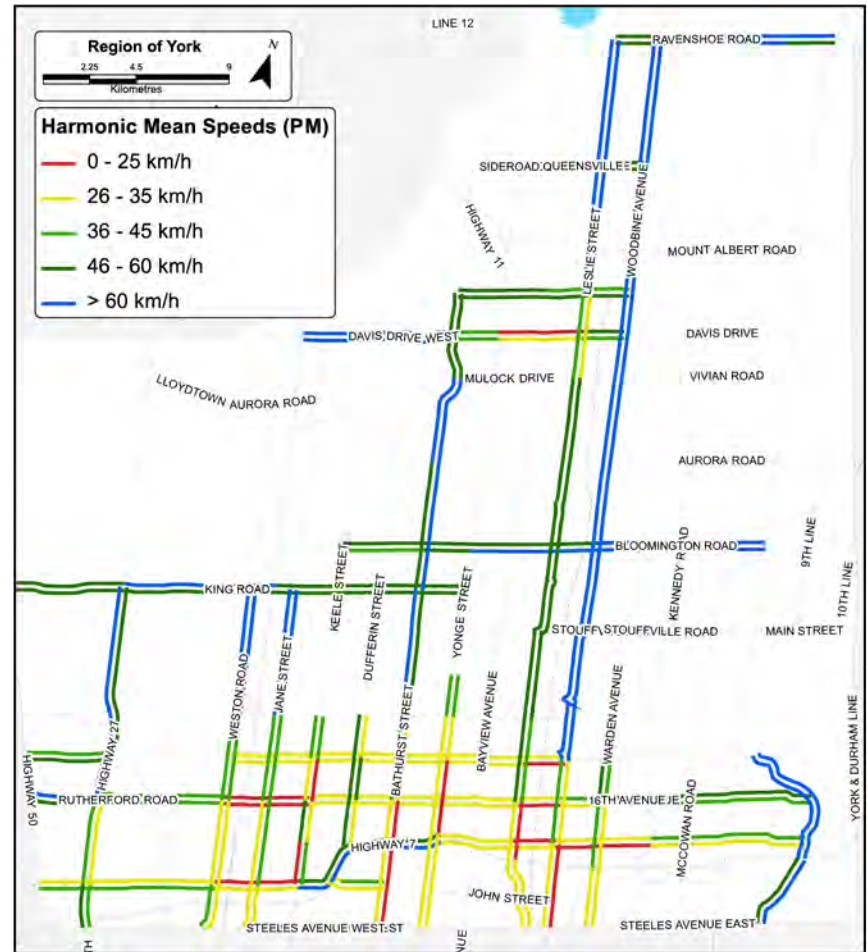 LINE 12
RAVENSHOE ROAD
Region of York
N
2.25 4.5 9
Kilometres
Harmonic Mean Speeds (PM)
0 - 25 km/h
26 - 35 km/h
36 - 45 km/h
46 - 60 km/h
> 60 km/h
SIDEROAD QUEENSVILLE
HIGHWAY 11
LESLIE STREET
WOODBINE AVENUE
MOUNT ALBERT ROAD
DAVIS DRIVE WEST
DAVIS DRIVE
MULOCK DRIVE
VIVIAN ROAD
LLOYDTOWN AURORA ROAD
AURORA ROAD
BLOOMINGTON ROAD
KENNEDY ROAD
9TH LINE
10TH LINE
KING ROAD
KEELE STREET
DUFFERIN STREET
YONGE STREET
STOUFV STOUFFVILLE ROAD
MAIN STREET
WESTON ROAD
JANE STREET
BATHURST STREET
BAYVIEW AVENUE
WARDEN AVENUE
YORK & DURHAM LINE
HIGHWAY 50
HIGHWAY 27
RUTHERFORD ROAD
16TH AVENUE
MCCOWAN ROAD
HIGHWAY 7
JOHN STREET
STEELES AVENUE WEST ST
STEELES AVENUE EAST
TH
NUE